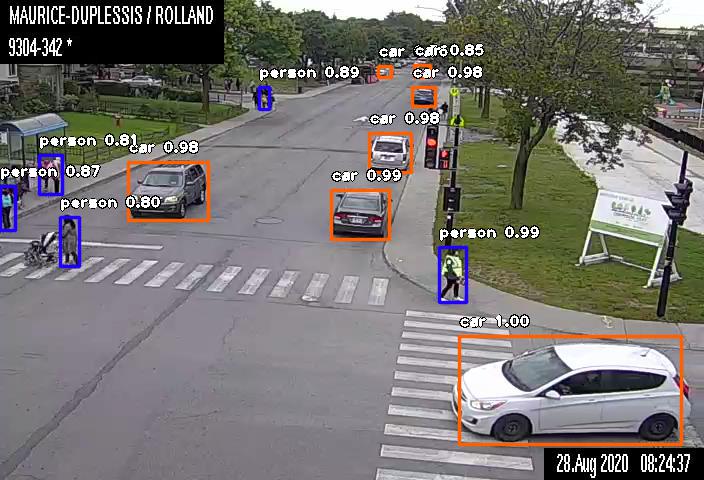 MAURICE-DUPLESSIS / ROLLAND
9304-342 *
car 0.85
person 0.89
car 0.98
car 0.98
person 0.81
car 0.98
person 0.87
car 0.99
person 0.80
person 0.99
car 1.00
28.Aug 2020 08:24:37